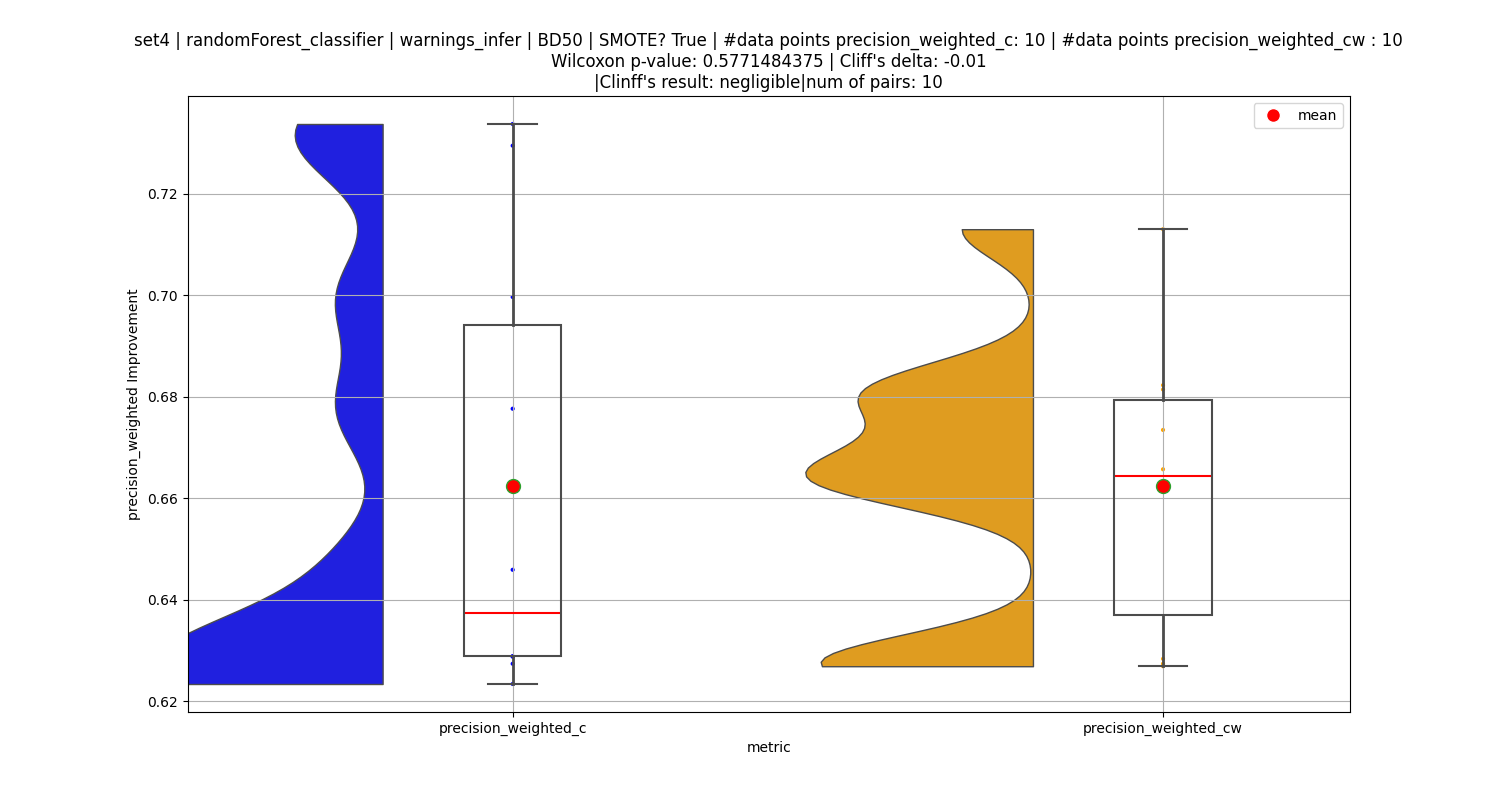 set4 | randomForest_classifier | warnings_infer | BD50 | SMOTE? True | #data points precision_weighted_c: 10 | #data points precision_weighted_cw : 10
Wilcoxon p-value: 0.5771484375 | Cliff's delta: -0.01
|Clinff's result: negligible|num of pairs: 10
mean
precision_weighted Improvement
0.72
0.70
0.68
0.66
0.64
0.62
precision_weighted_c
precision_weighted_cw
metric